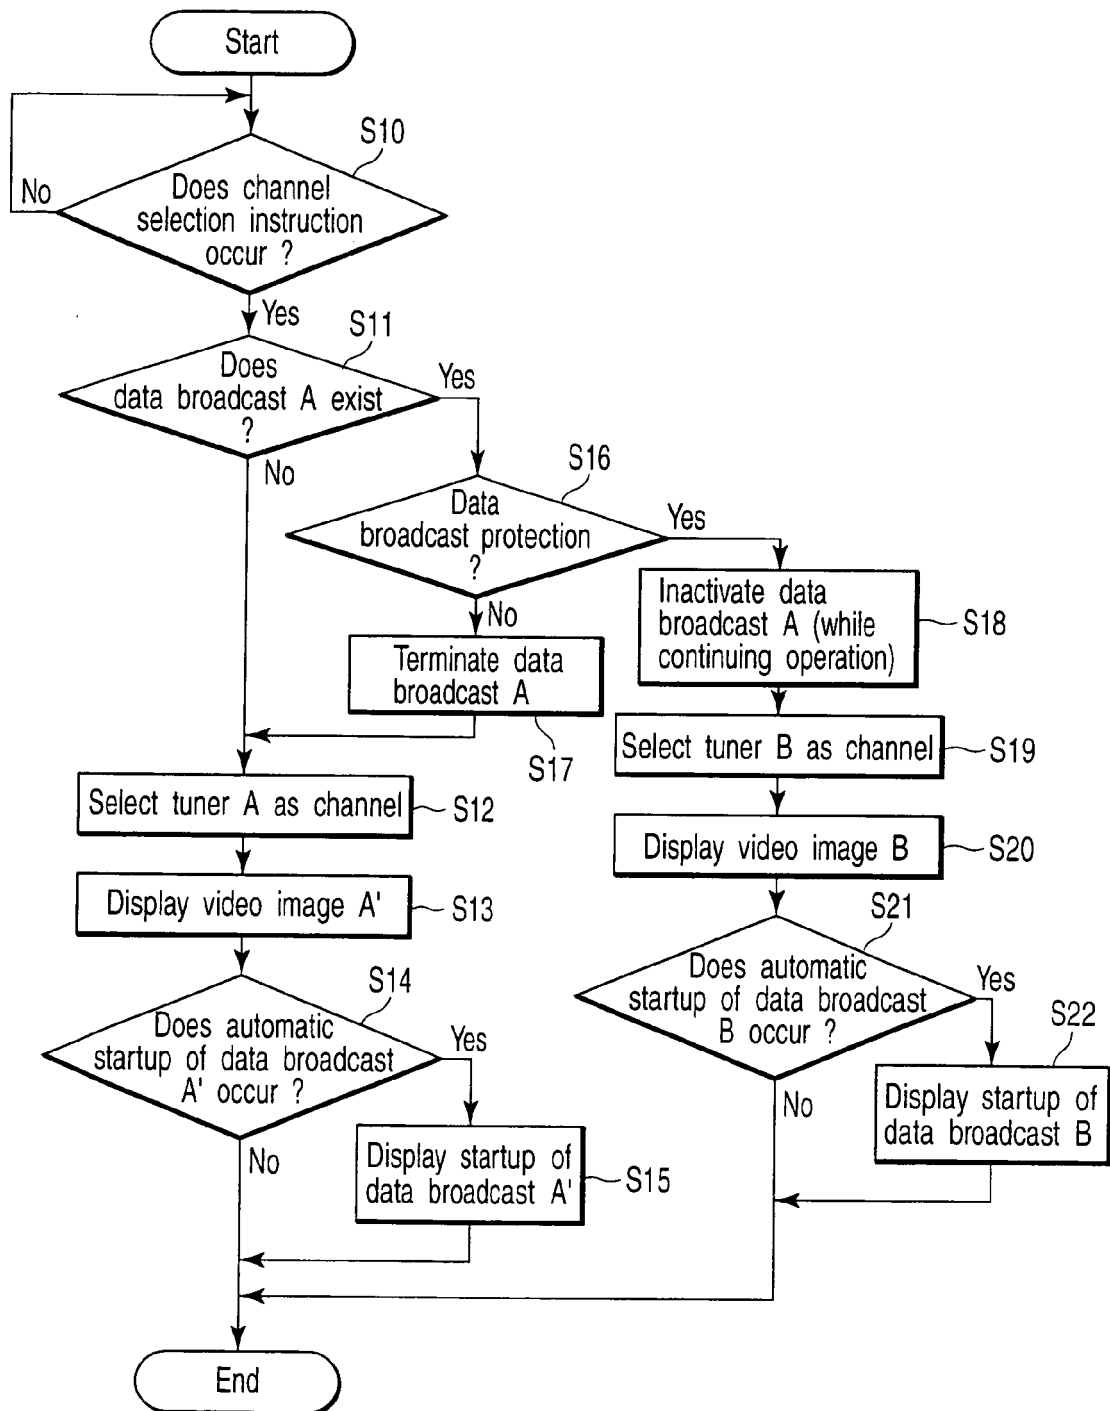 Start
S10
No
Does channel
selection instruction
occur ?
Yes
S11
Does
data broadcast A exist
?
Yes
No
S16
Data
broadcast protection
?
Yes
No
Inactivate data
broadcast A (while
continuing operation)
S18
Terminate data
broadcast A
S17
Select tuner B as channel
S19
Select tuner A as channel
S12
Display video image B
S20
Display video image A'
S13
S21
Does automatic
startup of data broadcast
B occur ?
Yes
S22
S14
Does automatic
startup of data broadcast
A' occur ?
Yes
No
Display startup of
data broadcast B
No
Display startup of
data broadcast A'
S15
End